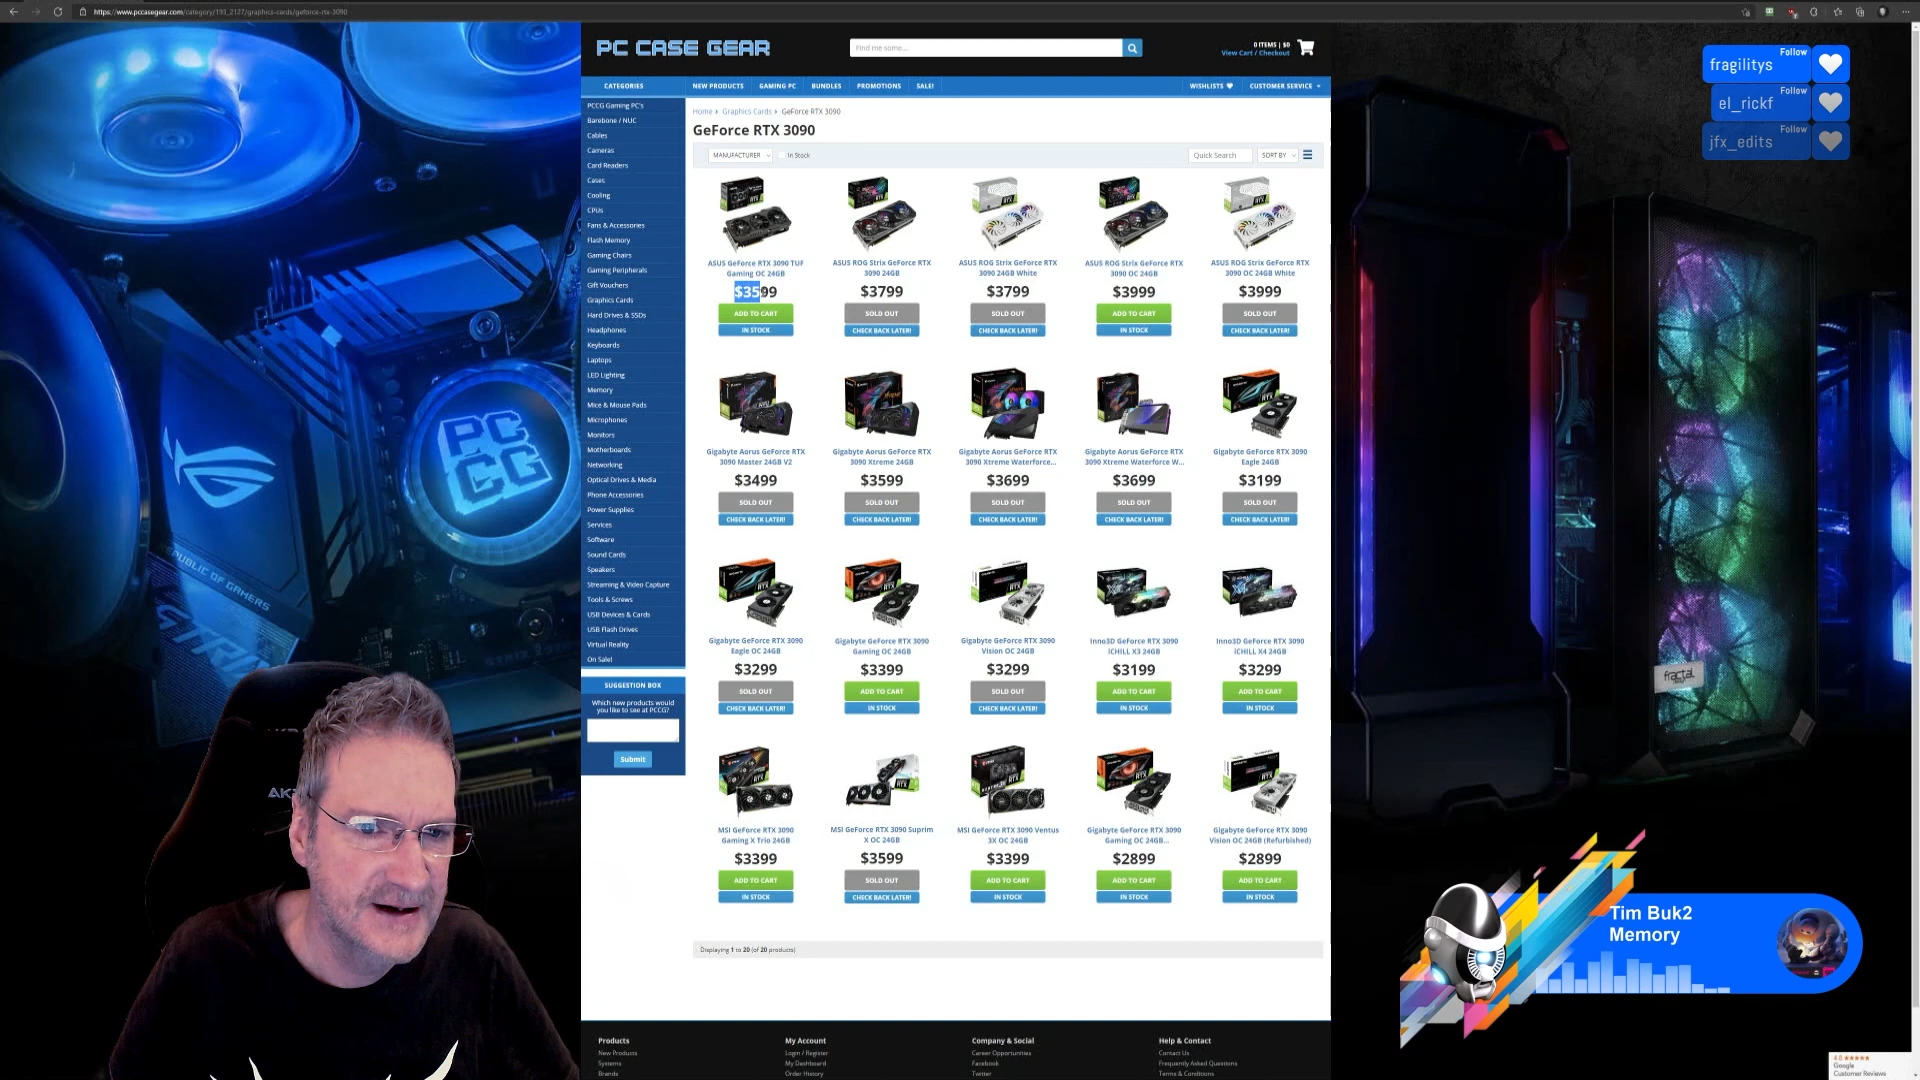 https://www.pccasegear.com/category/193_2127/graphics-cards/geforce-rtx-3090
PC CASE GEAR
Find me some...
0 ITEMS | $0
View Cart / Checkout
CATEGORIES
NEW PRODUCTS GAMING PC BUNDLES PROMOTIONS SALE! WISHLISTS CUSTOMER SERVICE
PCCG Gaming PC's
Barebone / NUC
Cables
Cameras
Card Readers
Cases
Cooling
CPUs
Fans & Accessories
Flash Memory
Gaming Chairs
Gaming Peripherals
Gift Vouchers
Graphics Cards
Hard Drives & SSDs
Headphones
Keyboards
Laptops
LED Lighting
Memory
Mice & Mouse Pads
Microphones
Monitors
Motherboards
Networking
Optical Drives & Media
Phone Accessories
Power Supplies
Services
Software
Sound Cards
Speakers
Streaming & Video Capture
Tools & Screws
USB Devices & Cards
USB Flash Drives
Virtual Reality
On Sale!
SUGGESTION BOX
Which new products would
you like to see at PCCG?
Submit
Home › Graphics Cards › GeForce RTX 3090
GeForce RTX 3090
MANUFACTURER In Stock Quick Search SORT BY
ASUS GeForce RTX 3090 TUF
Gaming OC 24GB
$3599
ADD TO CART
IN STOCK
ASUS ROG Strix GeForce RTX
3090 24GB
$3799
SOLD OUT
CHECK BACK LATER!
ASUS ROG Strix GeForce RTX
3090 24GB White
$3799
SOLD OUT
CHECK BACK LATER!
ASUS ROG Strix GeForce RTX
3090 OC 24GB
$3999
ADD TO CART
IN STOCK
ASUS ROG Strix GeForce RTX
3090 OC 24GB White
$3999
SOLD OUT
CHECK BACK LATER!
Gigabyte Aorus GeForce RTX
3090 Master 24GB V2
$3499
SOLD OUT
CHECK BACK LATER!
Gigabyte Aorus GeForce RTX
3090 Xtreme 24GB
$3599
SOLD OUT
CHECK BACK LATER!
Gigabyte Aorus GeForce RTX
3090 Xtreme Waterforce...
$3699
SOLD OUT
CHECK BACK LATER!
Gigabyte Aorus GeForce RTX
3090 Xtreme Waterforce W...
$3699
SOLD OUT
CHECK BACK LATER!
Gigabyte GeForce RTX 3090
Eagle 24GB
$3199
SOLD OUT
CHECK BACK LATER!
Gigabyte GeForce RTX 3090
Eagle OC 24GB
$3299
SOLD OUT
CHECK BACK LATER!
Gigabyte GeForce RTX 3090
Gaming OC 24GB
$3399
ADD TO CART
IN STOCK
Gigabyte GeForce RTX 3090
Vision OC 24GB
$3299
SOLD OUT
CHECK BACK LATER!
Inno3D GeForce RTX 3090
iCHILL X3 24GB
$3199
ADD TO CART
IN STOCK
Inno3D GeForce RTX 3090
iCHILL X4 24GB
$3299
ADD TO CART
IN STOCK
MSI GeForce RTX 3090
Gaming X Trio 24GB
$3399
ADD TO CART
IN STOCK
MSI GeForce RTX 3090 Suprim
X OC 24GB
$3599
SOLD OUT
CHECK BACK LATER!
MSI GeForce RTX 3090 Ventus
3X OC 24GB
$3399
ADD TO CART
IN STOCK
Gigabyte GeForce RTX 3090
Gaming OC 24GB...
$2899
ADD TO CART
IN STOCK
Gigabyte GeForce RTX 3090
Vision OC 24GB (Refurbished)
$2899
ADD TO CART
IN STOCK
Displaying 1 to 20 (of 20 products)
Products
New Products
Systems
Brands
My Account
Login / Register
My Dashboard
Order History
Company & Social
Career Opportunities
Facebook
Twitter
Help & Contact
Contact Us
Frequently Asked Questions
Terms & Conditions
REPUBLIC OF GAMERS
PC
CG
Follow
fragilitys
Follow
el_rickf
Follow
jfx_edits
fractal
Tim Buk2
Memory
4.8 ★★★★★
Google
Customer Reviews